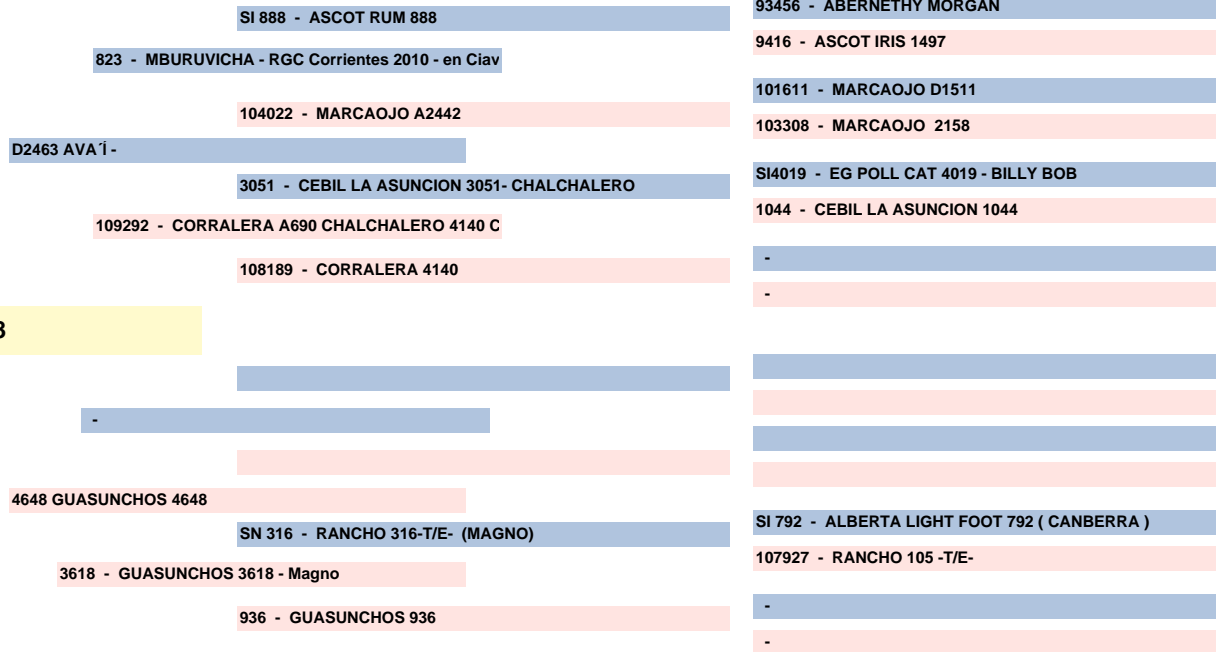 93456 - ABERNETHY MORGAN
SI 888 - ASCOT RUM 888
9416 - ASCOT IRIS 1497
823 - MBURUVICHA - RGC Corrientes 2010 - en Ciav
101611 - MARCAOJO D1511
104022 - MARCAOJO A2442
103308 - MARCAOJO 2158
D2463 AVA´Í -
SI4019 - EG POLL CAT 4019 - BILLY BOB
3051 - CEBIL LA ASUNCION 3051- CHALCHALERO
1044 - CEBIL LA ASUNCION 1044
109292 - CORRALERA A690 CHALCHALERO 4140 C
-
108189 - CORRALERA 4140
-
-
4648 GUASUNCHOS 4648
SI 792 - ALBERTA LIGHT FOOT 792 ( CANBERRA )
SN 316 - RANCHO 316-T/E- (MAGNO)
107927 - RANCHO 105 -T/E-
3618 - GUASUNCHOS 3618 - Magno
-
936 - GUASUNCHOS 936
-